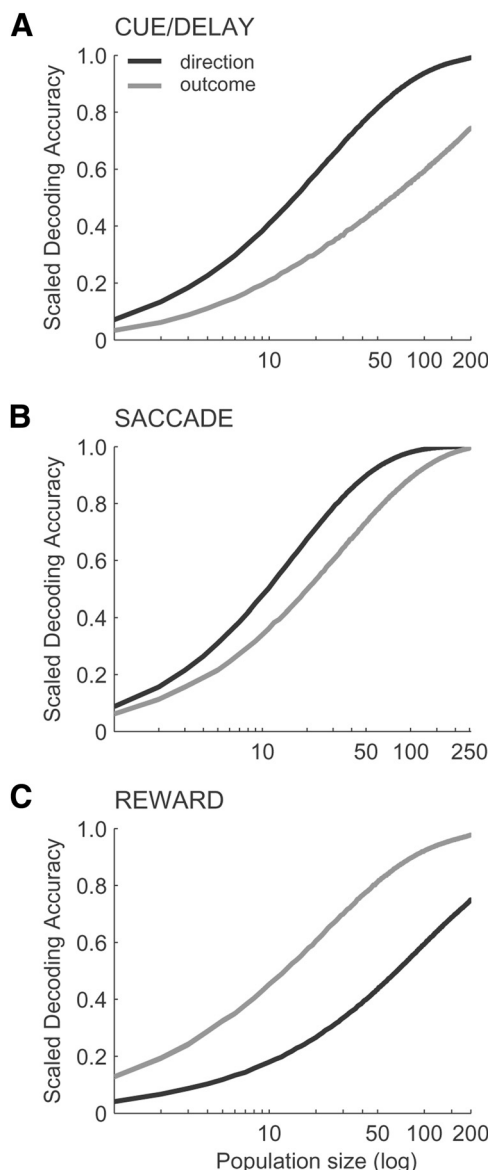 A
CUE/DELAY
direction
outcome
Scaled Decoding Accuracy
1.0
0.8
0.6
0.4
0.2
0
10 50 100 200
B
SACCADE
Scaled Decoding Accuracy
1.0
0.8
0.6
0.4
0.2
0
10 50 100 250
C
REWARD
Scaled Decoding Accuracy
1.0
0.8
0.6
0.4
0.2
0
10 50 100 200
Population size (log)